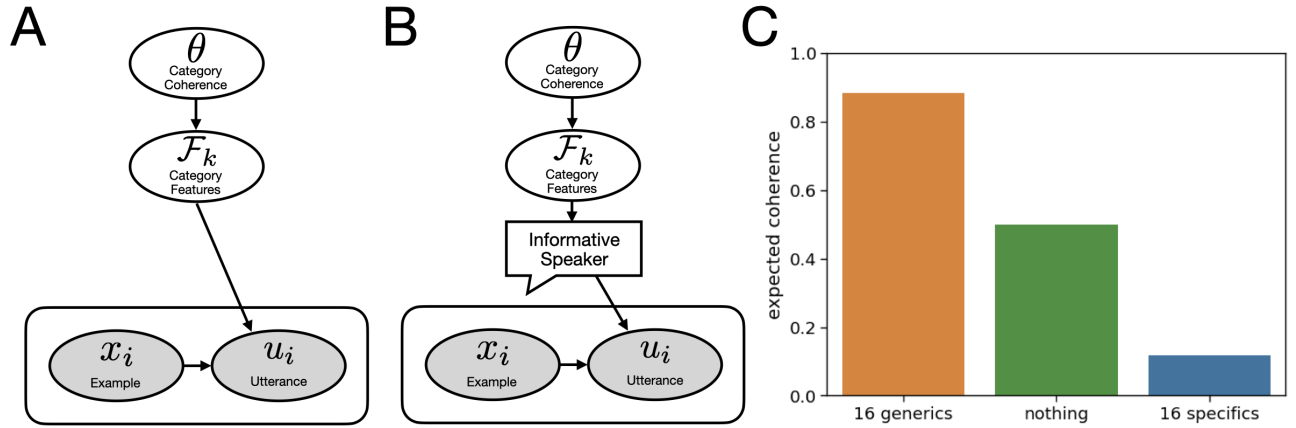 A
θ
Category
Coherence
ℱk
Category
Features
xi
Example
ui
Utterance
B
θ
Category
Coherence
ℱk
Category
Features
Informative
Speaker
xi
Example
ui
Utterance
C
expected coherence
1.0
0.8
0.6
0.4
0.2
0.0
16 generics
nothing
16 specifics